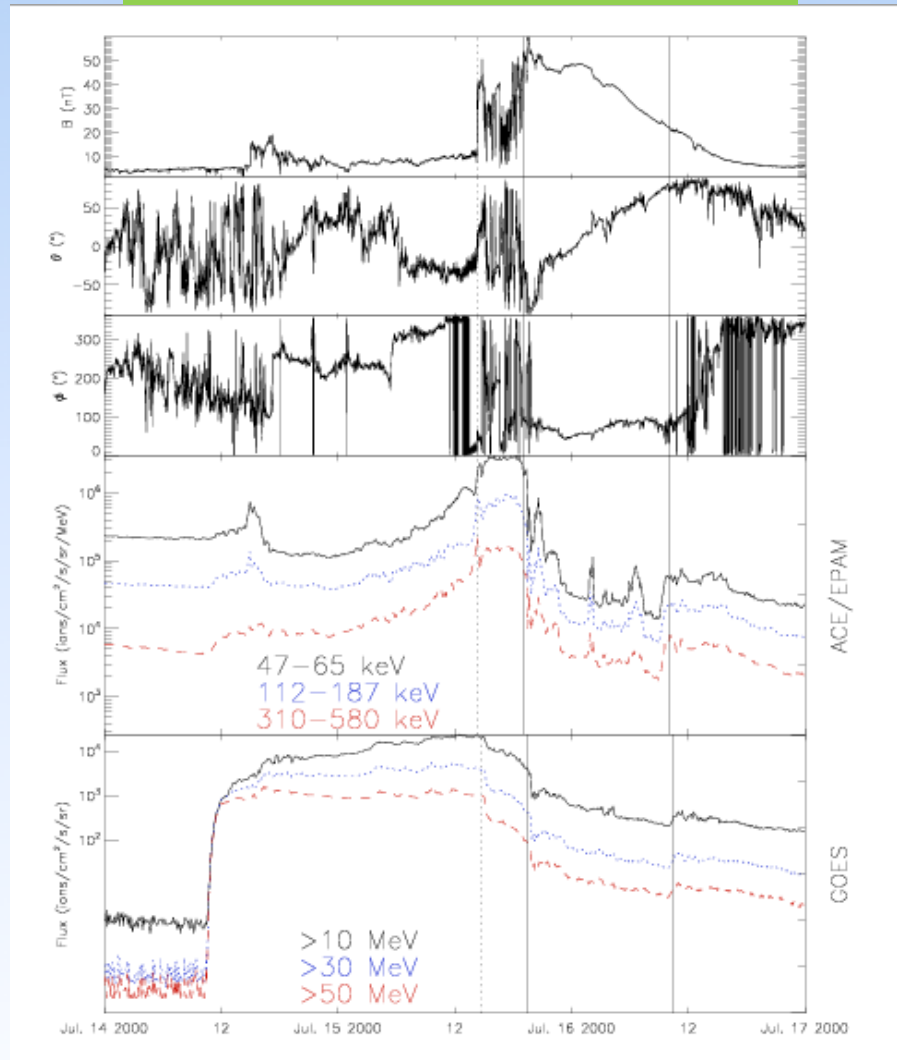 50
40
30
20
10
B (nT)
50
0
-50
θ (°)
300
200
100
0
φ (°)
10⁶
10⁵
10⁴
10³
Flux (ions/cm²/s/sr/MeV)
47–65 keV
112–187 keV
310–580 keV
ACE/EPAM
10⁴
10³
10²
Flux (ions/cm²/s/sr)
>10 MeV
>30 MeV
>50 MeV
GOES
Jul. 14 2000 12 Jul. 15 2000 12 Jul. 16 2000 12 Jul. 17 2000